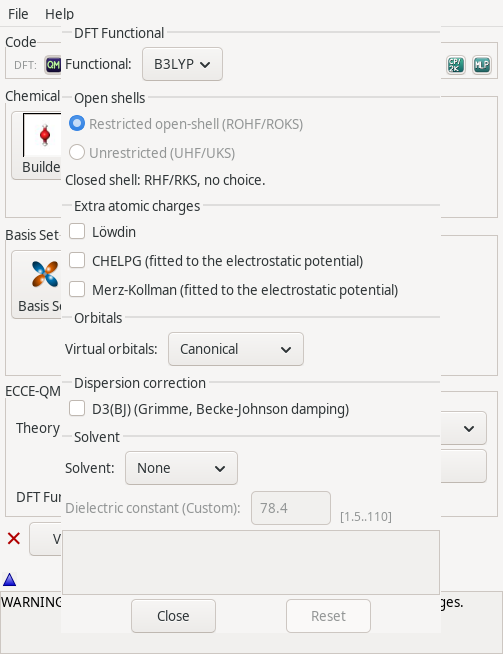 File Help
DFT Functional
Code
DFT: QM
Functional: B3LYP
CP/2K MLP
Chemical
Open shells
Restricted open-shell (ROHF/ROKS)
Unrestricted (UHF/UKS)
Builde
Closed shell: RHF/RKS, no choice.
Extra atomic charges
Löwdin
Basis Set
CHELPG (fitted to the electrostatic potential)
Merz-Kollman (fitted to the electrostatic potential)
Basis Se
Orbitals
Virtual orbitals: Canonical
Dispersion correction
ECCE-QM
D3(BJ) (Grimme, Becke-Johnson damping)
Theory
Solvent
Solvent: None
DFT Fun
Dielectric constant (Custom): 78.4 [1.5..110]
V
WARNING
ges.
Close Reset